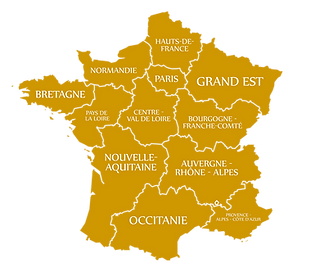 HAUTS-DE-
FRANCE
NORMANDIE
PARIS
GRAND EST
BRETAGNE
PAYS DE
LA LOIRE
CENTRE -
VAL DE LOIRE
BOURGOGNE -
FRANCHE-COMTÉ
NOUVELLE-
AQUITAINE
AUVERGNE -
RHÔNE - ALPES
OCCITANIE
PROVENCE -
ALPES - CÔTE D'AZUR